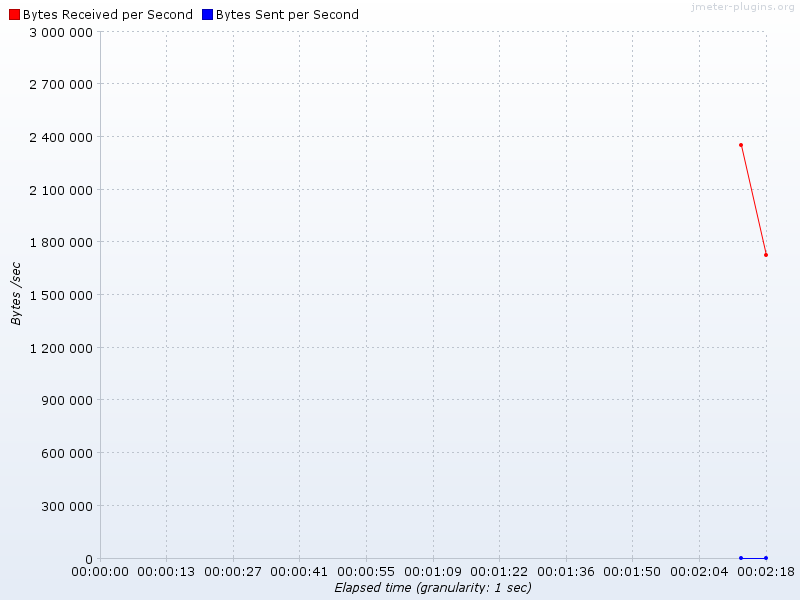 jmeter-plugins.org
Bytes Received per Second Bytes Sent per Second
3 000 000
2 700 000
2 400 000
2 100 000
1 800 000
1 500 000
1 200 000
900 000
600 000
300 000
0
Bytes /sec
00:00:00 00:00:13 00:00:27 00:00:41 00:00:55 00:01:09 00:01:22 00:01:36 00:01:50 00:02:04 00:02:18
Elapsed time (granularity: 1 sec)